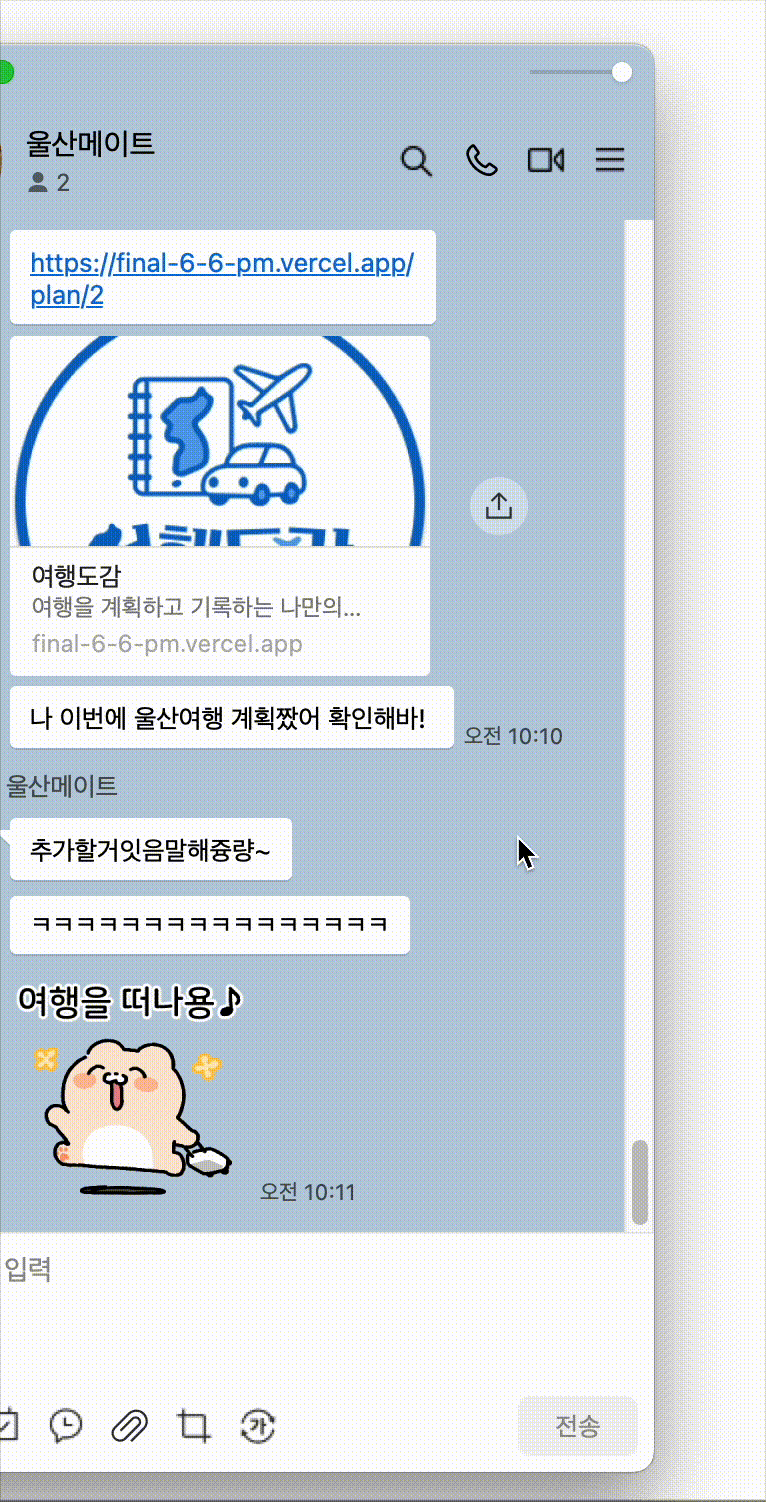 울산메이트
2
https://final-6-6-pm.vercel.app/
plan/2
여행도감
여행을 계획하고 기록하는 나만의...
final-6-6-pm.vercel.app
나 이번에 울산여행 계획짰어 확인해바!
오전 10:10
울산메이트
추가할거잇음말해즁량~
ㅋㅋㅋㅋㅋㅋㅋㅋㅋㅋㅋㅋㅋㅋㅋㅋ
여행을 떠나용♪
오전 10:11
입력
가
전송